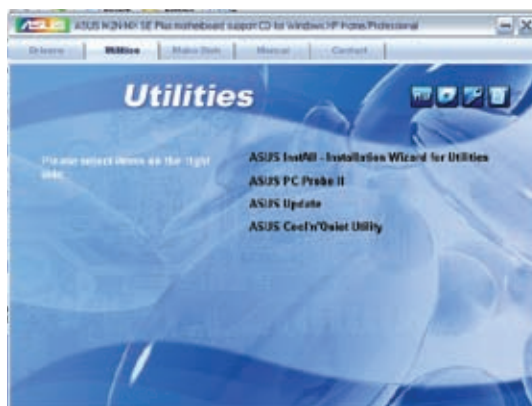 ASUS M2N-MX SE Plus motherboard support CD for Windows XP Home/Professional
Drivers
Utilities
Make Disk
Manual
Contact
Utilities
Please select items on the right
side.
ASUS InstAll - Installation Wizard for Utilities
ASUS PC Probe II
ASUS Update
ASUS Cool'n'Quiet Utility